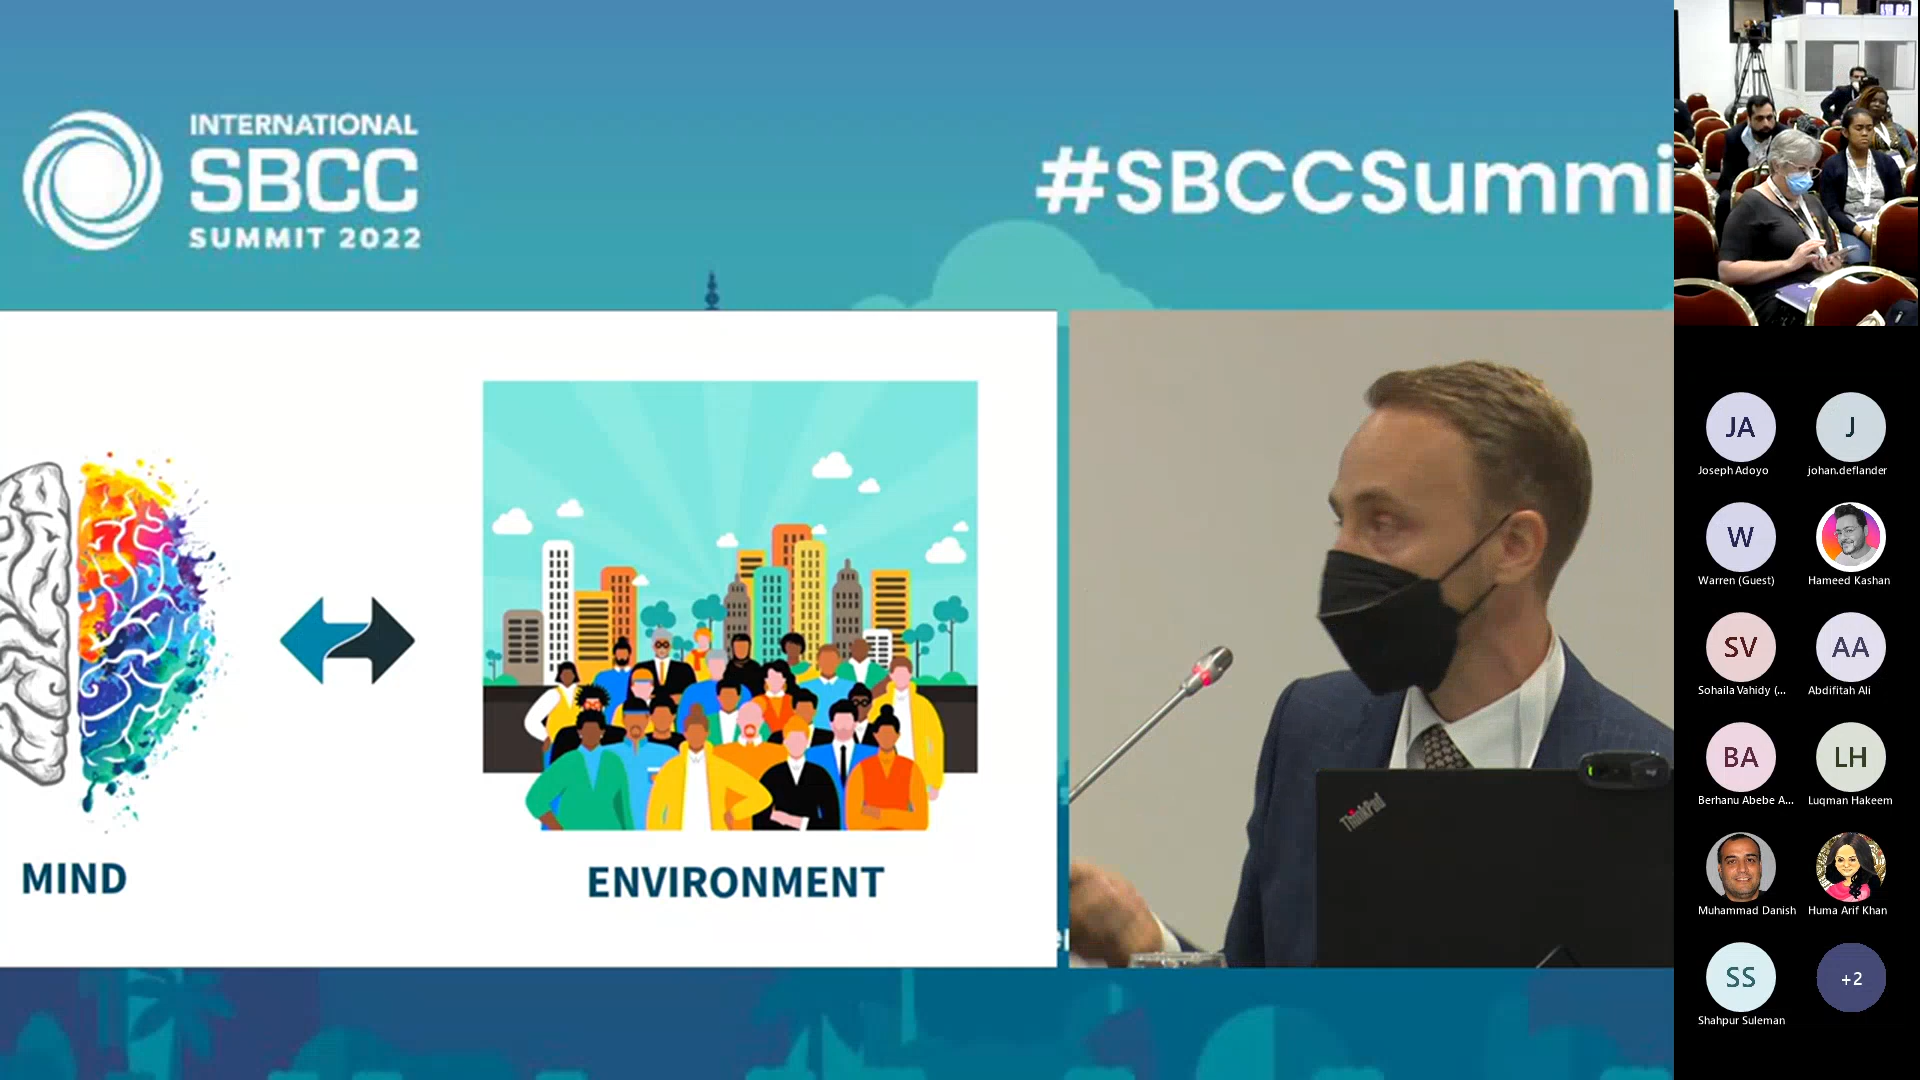 INTERNATIONAL
SBCC
SUMMIT 2022
#SBCCSummi
MIND
ENVIRONMENT
ThinkPad
JA
Joseph Adoyo
J
johan.deflander
W
Warren (Guest)
Hameed Kashan
SV
Sohaila Vahidy (...
AA
Abdifitah Ali
BA
Berhanu Abebe A...
LH
Luqman Hakeem
Muhammad Danish
Huma Arif Khan
SS
Shahpur Suleman
+2